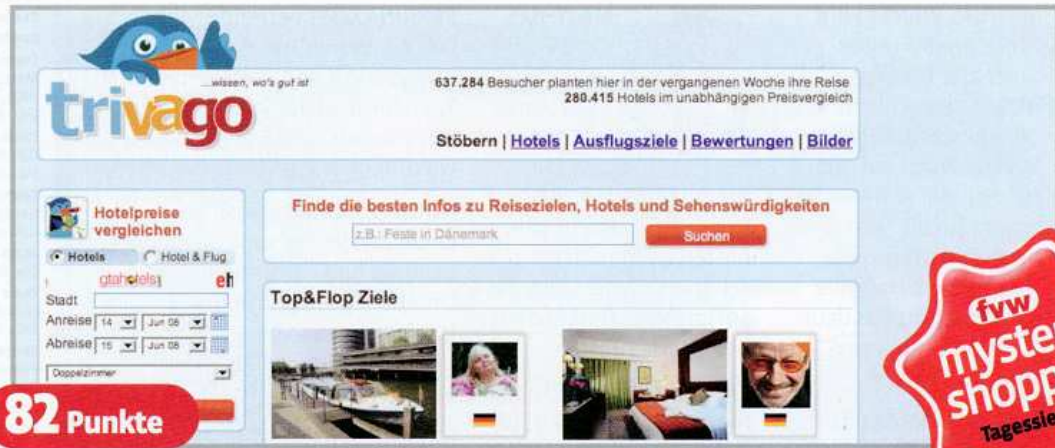 ...wissen, wo's gut ist
trivago
637.284 Besucher planten hier in der vergangenen Woche ihre Reise
280.415 Hotels im unabhängigen Preisvergleich
Stöbern | Hotels | Ausflugsziele | Bewertungen | Bilder
Hotelpreise
vergleichen
Hotels Hotel & Flug
gtahotels
Stadt
Anreise 14 Jun 08
Abreise 15 Jun 08
Doppelzimmer
82 Punkte
Finde die besten Infos zu Reisezielen, Hotels und Sehenswürdigkeiten
z.B.: Feste in Dänemark Suchen
Top&Flop Ziele
fvw
myste
shopp
Tagessie